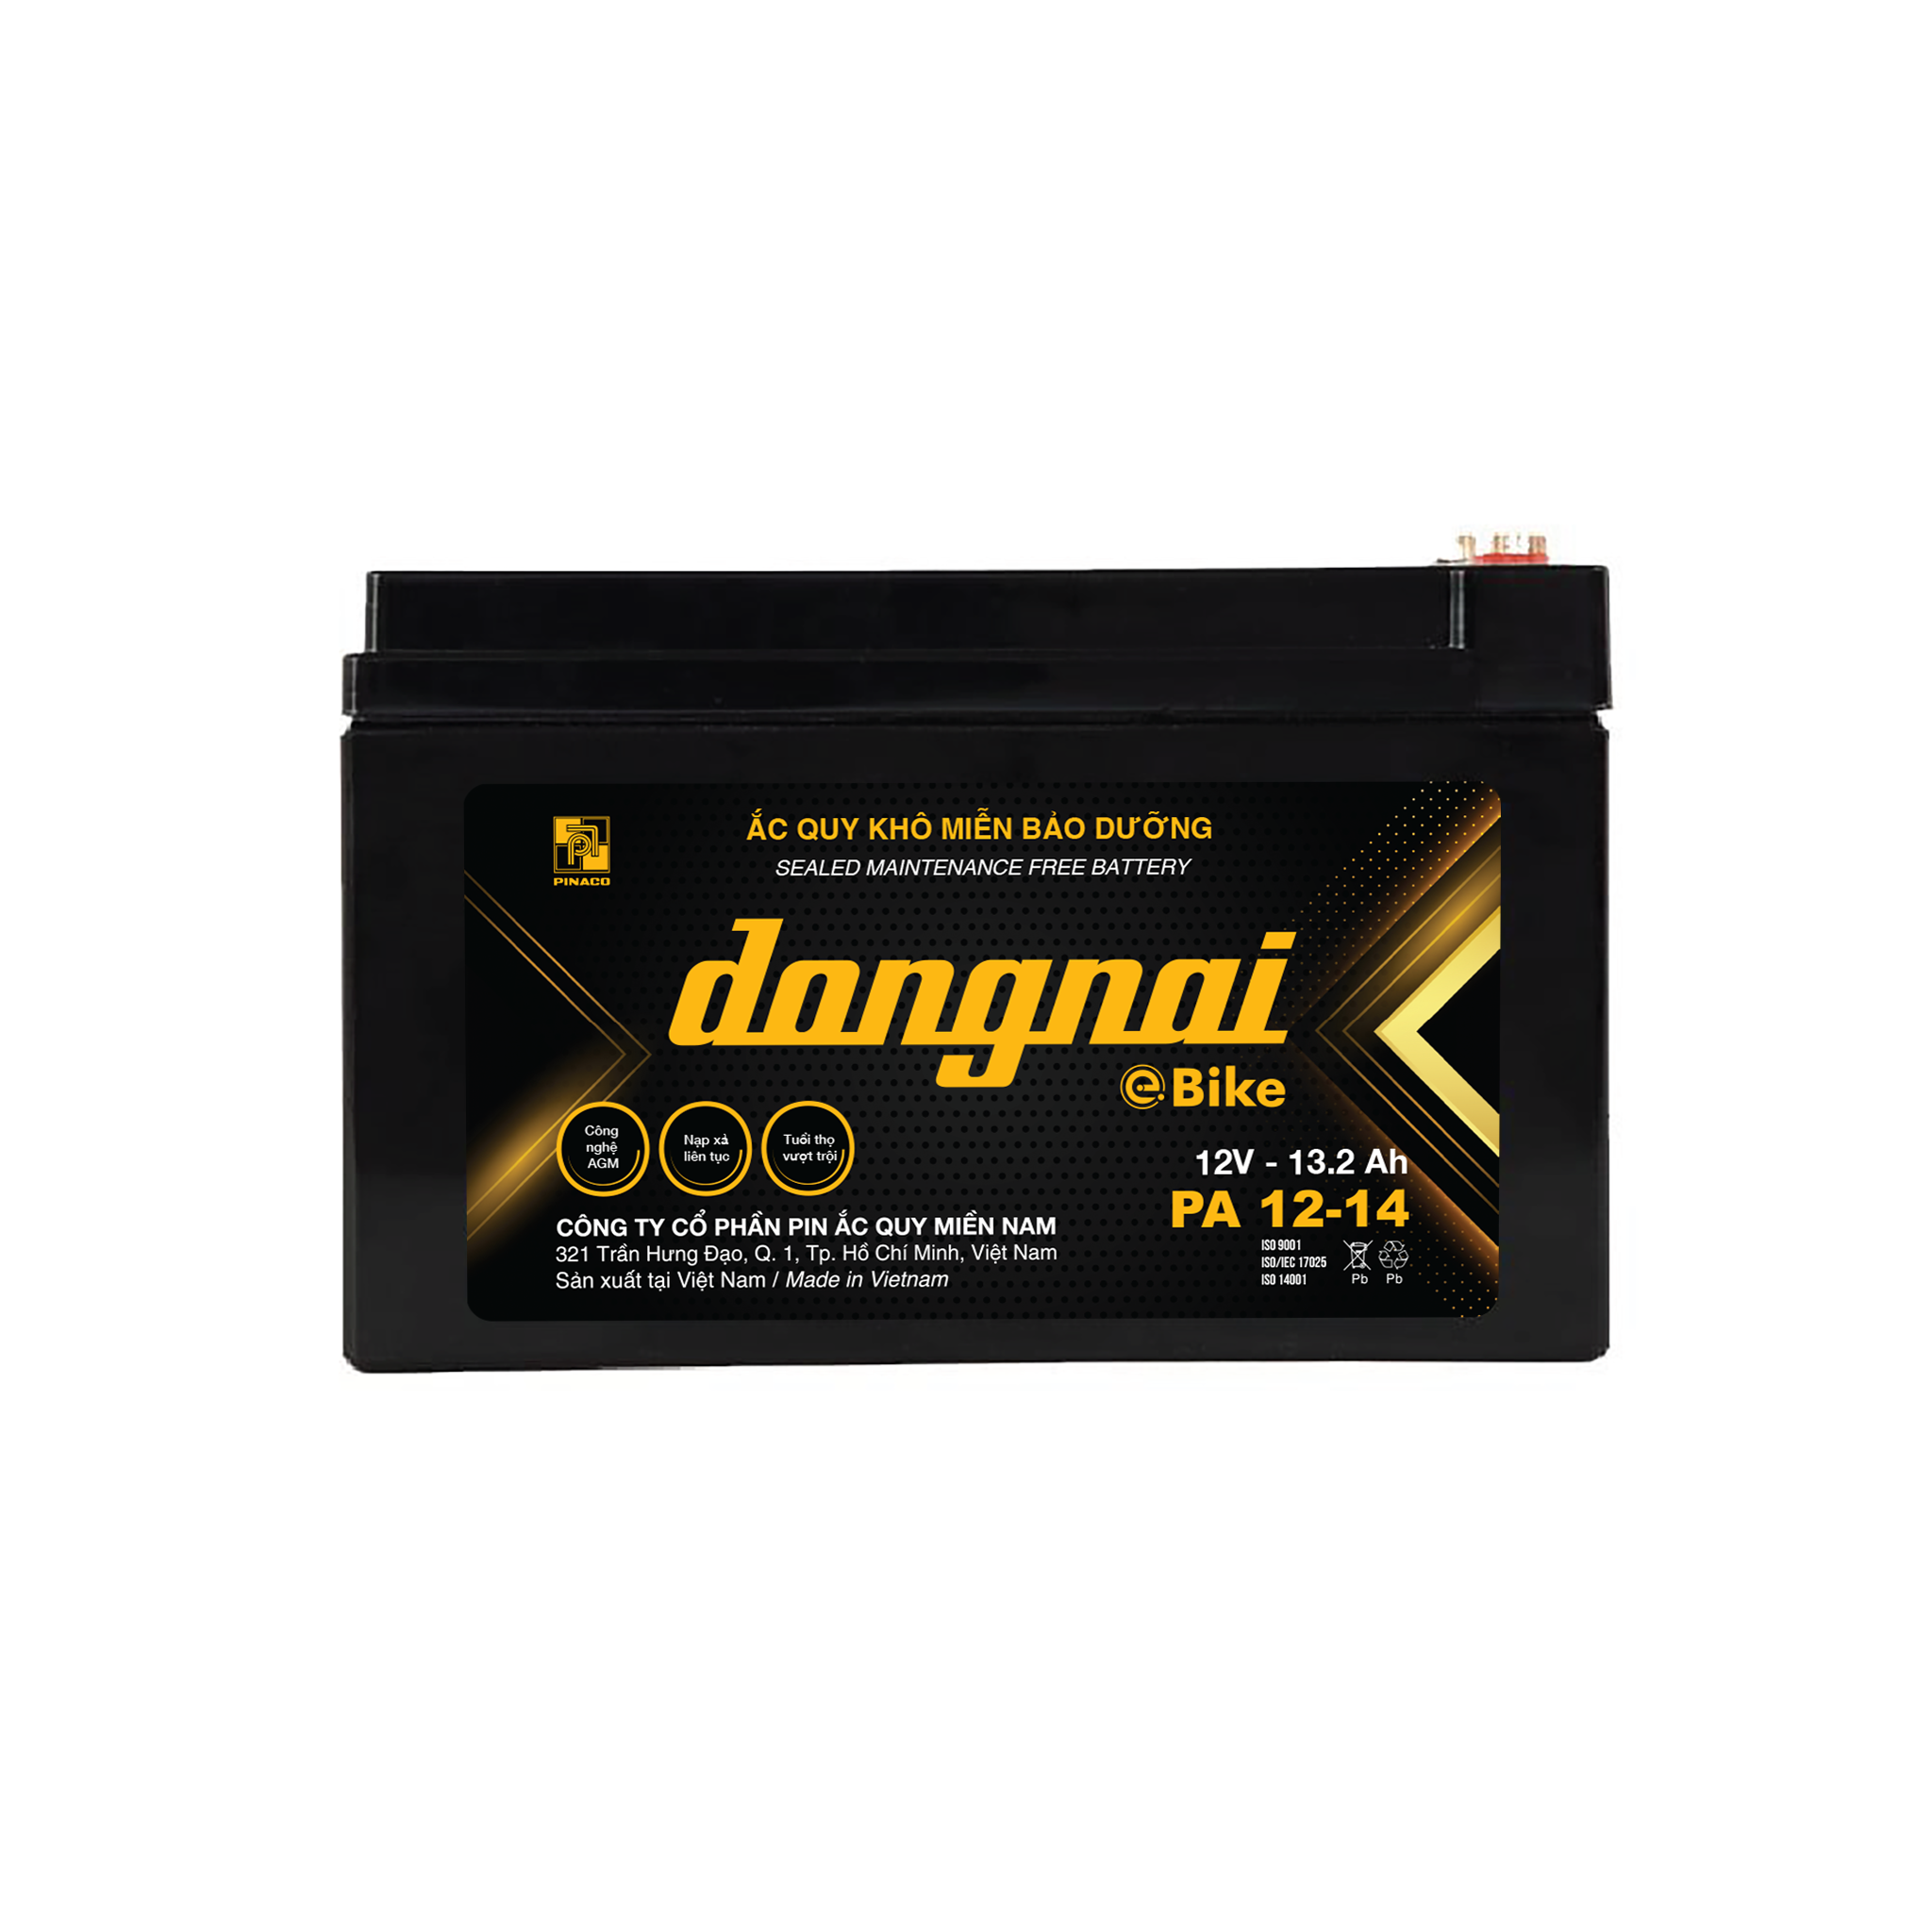 PINACO
ẮC QUY KHÔ MIỄN BẢO DƯỠNG
SEALED MAINTENANCE FREE BATTERY
dongnai
eBike
Công
nghệ
AGM
Nạp xả
liên tục
Tuổi thọ
vượt trội
12V - 13.2 Ah
PA 12-14
CÔNG TY CỔ PHẦN PIN ẮC QUY MIỀN NAM
321 Trần Hưng Đạo, Q. 1, Tp. Hồ Chí Minh, Việt Nam
Sản xuất tại Việt Nam / Made in Vietnam
ISO 9001
ISO/IEC 17025
ISO 14001
Pb Pb